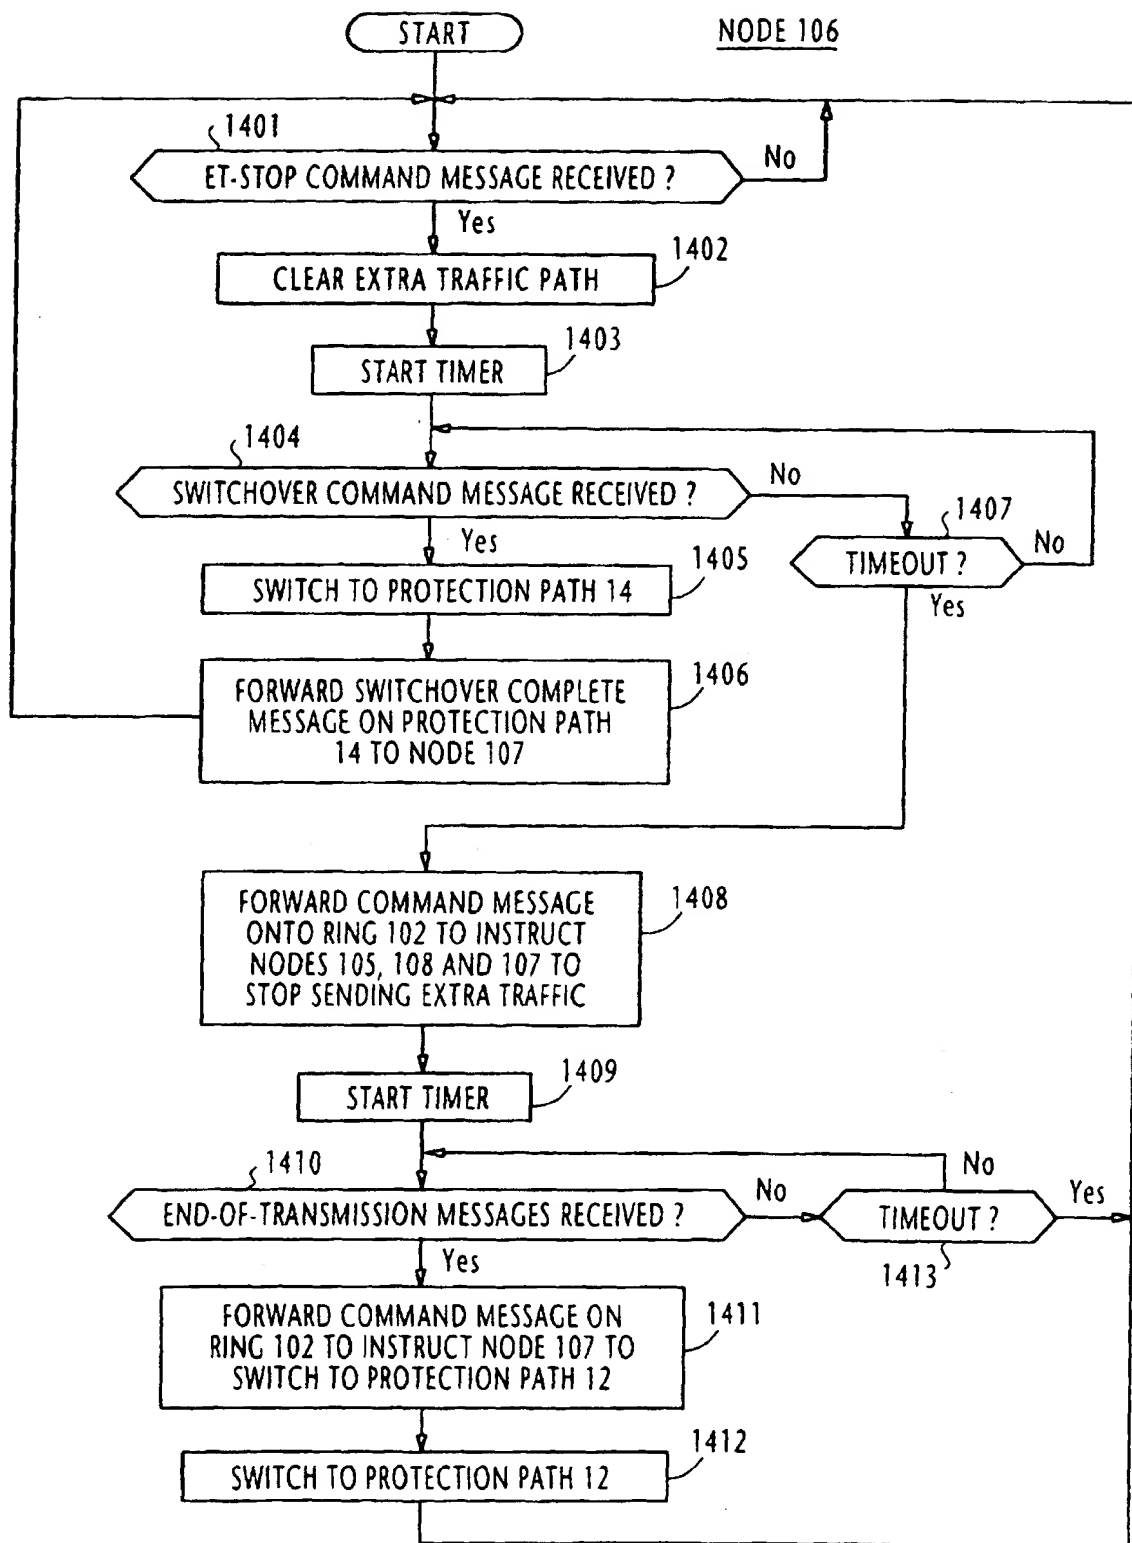 START
NODE 106
1401
ET-STOP COMMAND MESSAGE RECEIVED ?
No
Yes
1402
CLEAR EXTRA TRAFFIC PATH
1403
START TIMER
1404
SWITCHOVER COMMAND MESSAGE RECEIVED ?
No
1407
TIMEOUT ?
No
Yes
Yes
1405
SWITCH TO PROTECTION PATH 14
1406
FORWARD SWITCHOVER COMPLETE
MESSAGE ON PROTECTION PATH
14 TO NODE 107
1408
FORWARD COMMAND MESSAGE
ONTO RING 102 TO INSTRUCT
NODES 105, 108 AND 107 TO
STOP SENDING EXTRA TRAFFIC
1409
START TIMER
1410
END-OF-TRANSMISSION MESSAGES RECEIVED ?
No
No
TIMEOUT ?
Yes
1413
Yes
1411
FORWARD COMMAND MESSAGE ON
RING 102 TO INSTRUCT NODE 107 TO
SWITCH TO PROTECTION PATH 12
1412
SWITCH TO PROTECTION PATH 12